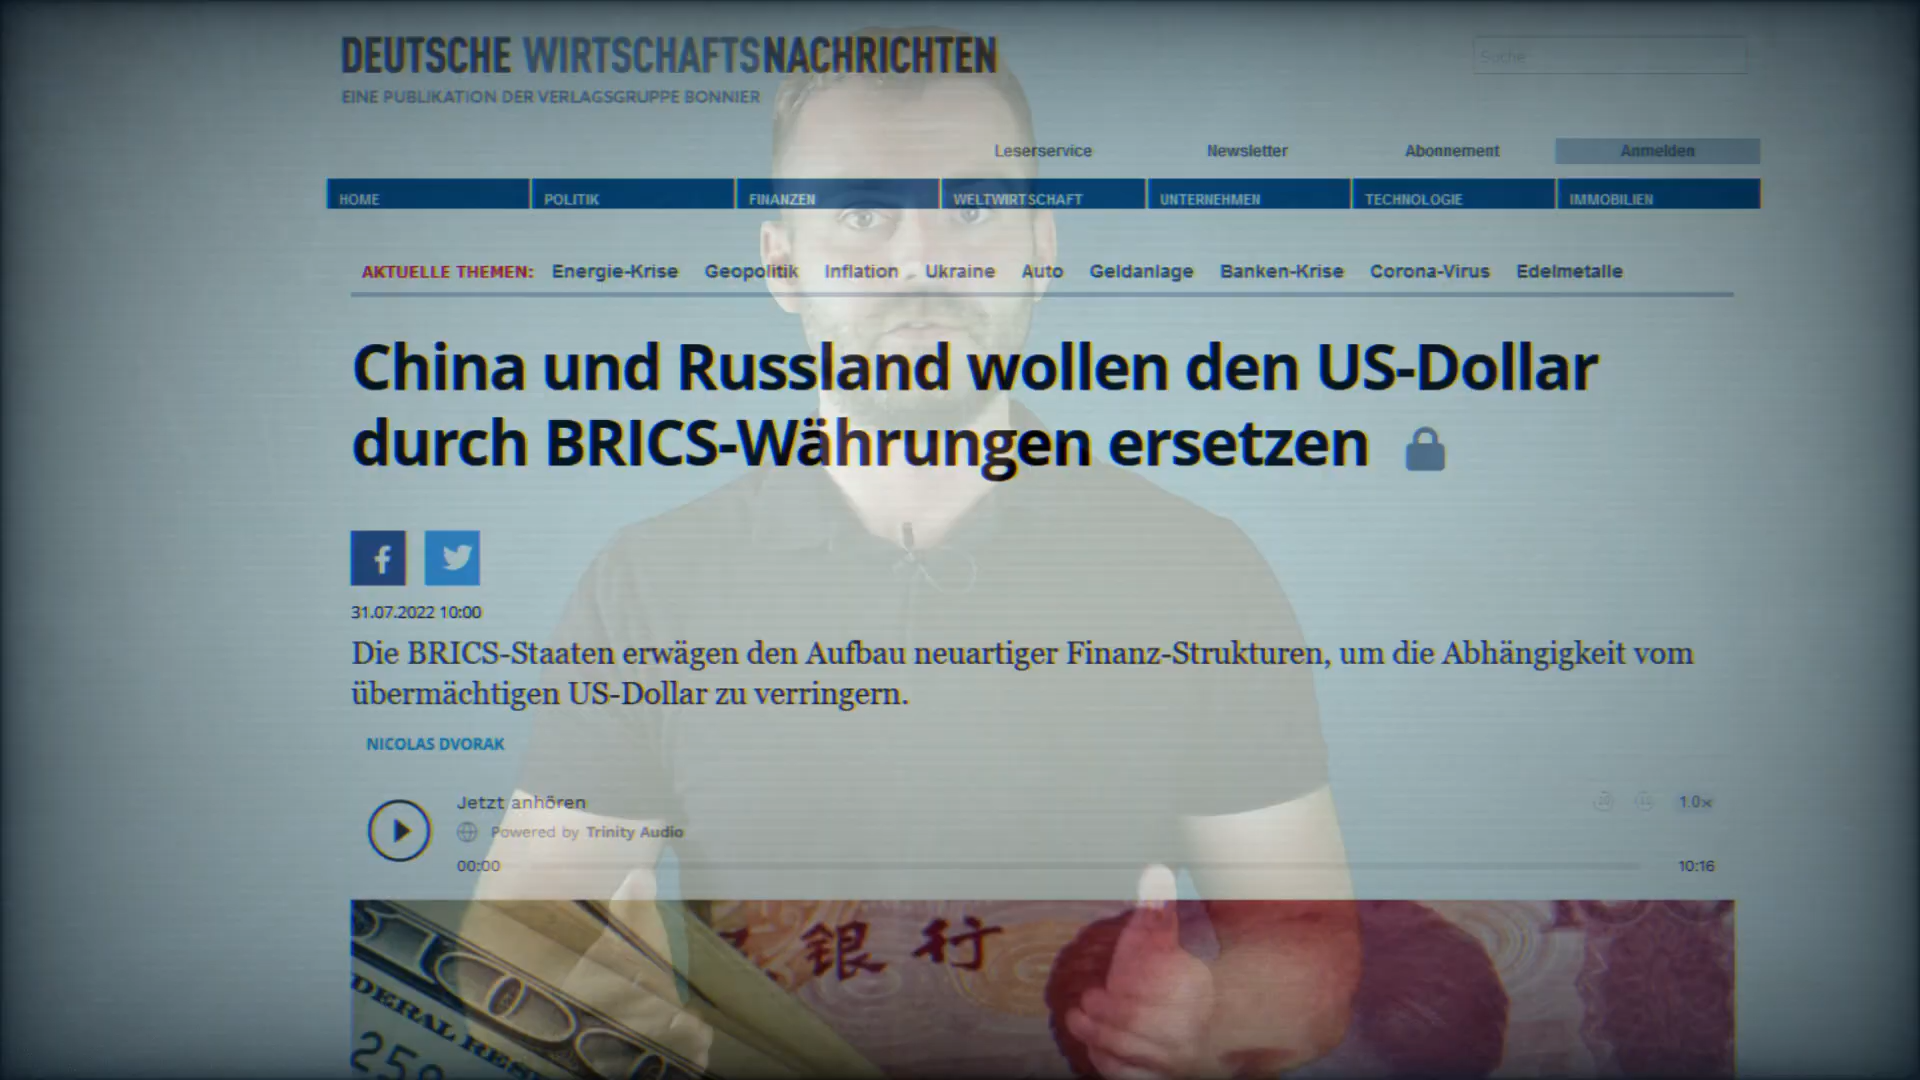 DEUTSCHE WIRTSCHAFTSNACHRICHTEN
EINE PUBLIKATION DER VERLAGSGRUPPE BONNIER
Suche
Leserservice Newsletter Abonnement Anmelden
HOME POLITIK FINANZEN WELTWIRTSCHAFT UNTERNEHMEN TECHNOLOGIE IMMOBILIEN
AKTUELLE THEMEN: Energie-Krise Geopolitik Inflation Ukraine Auto Geldanlage Banken-Krise Corona-Virus Edelmetalle
China und Russland wollen den US-Dollar
durch BRICS-Währungen ersetzen
31.07.2022 10:00
Die BRICS-Staaten erwägen den Aufbau neuartiger Finanz-Strukturen, um die Abhängigkeit vom
übermächtigen US-Dollar zu verringern.
NICOLAS DVORAK
Jetzt anhören
1.0x
Powered by Trinity Audio
00:00 10:16
银行
100